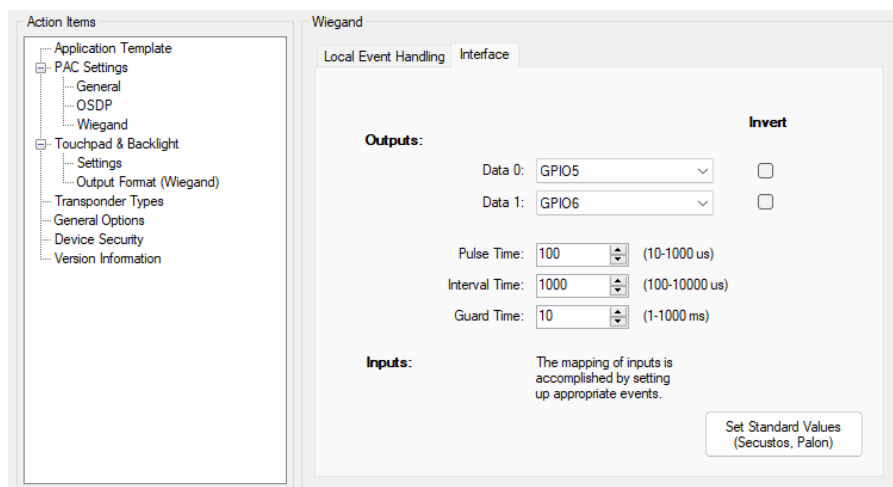 Action Items
Application Template
PAC Settings
General
OSDP
Wiegand
Touchpad & Backlight
Settings
Output Format (Wiegand)
Transponder Types
General Options
Device Security
Version Information
Wiegand
Local Event Handling Interface
Invert
Outputs:
Data 0: GPIO5
Data 1: GPIO6
Pulse Time: 100 (10-1000 us)
Interval Time: 1000 (100-10000 us)
Guard Time: 10 (1-1000 ms)
Inputs: The mapping of inputs is
accomplished by setting
up appropriate events.
Set Standard Values
(Secustos, Palon)